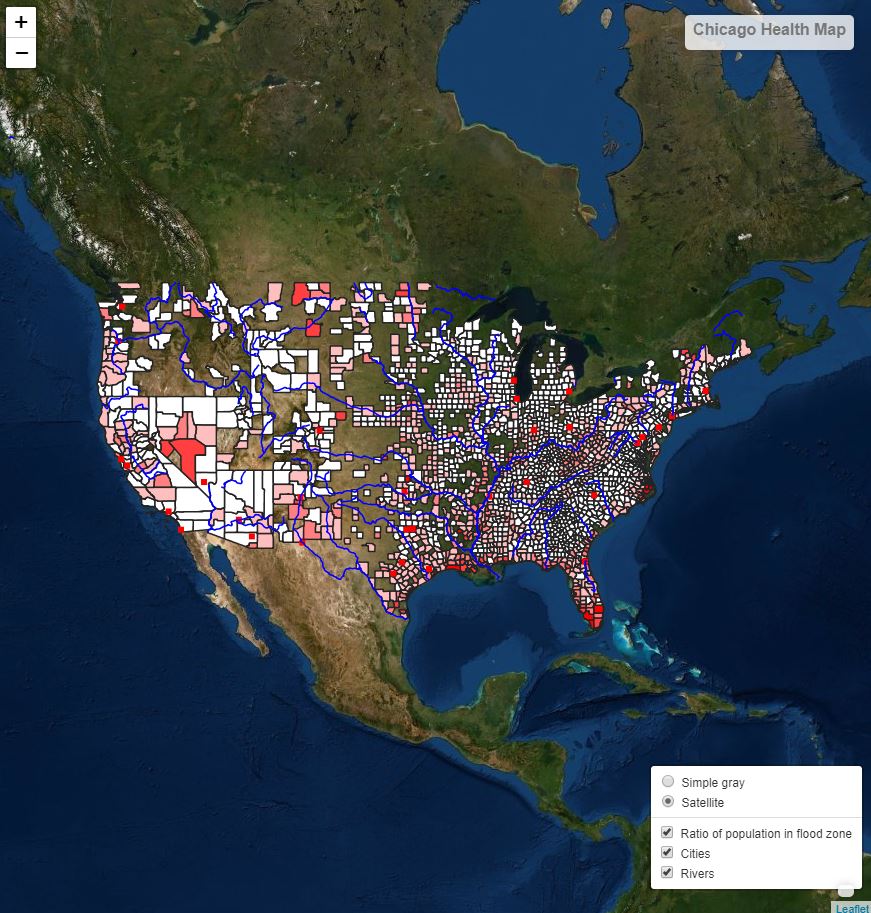 +
Chicago Health Map
−
Simple gray
Satellite
Ratio of population in flood zone
Cities
Rivers
Leaflet